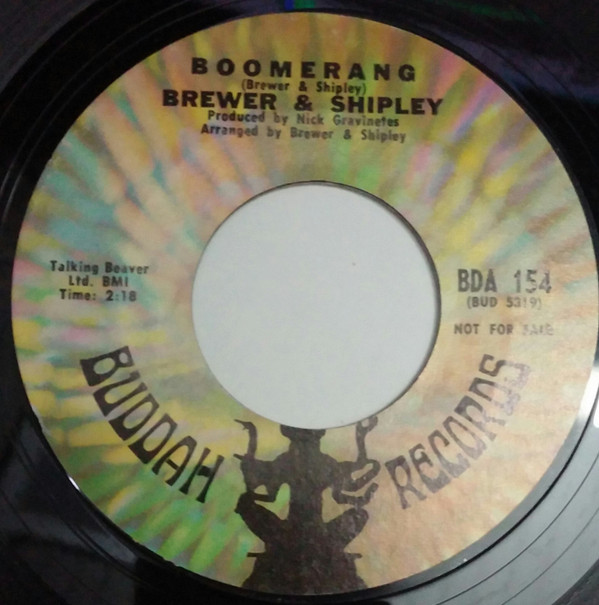 BOOMERANG
(Brewer & Shipley)
BREWER & SHIPLEY
Produced by Nick Gravinetes
Arranged by Brewer & Shipley
Talking Beaver
Ltd. BMI
Time: 2:18
BDA 154
(BUD 5319)
NOT FOR SALE
BUDDAH RECORDS